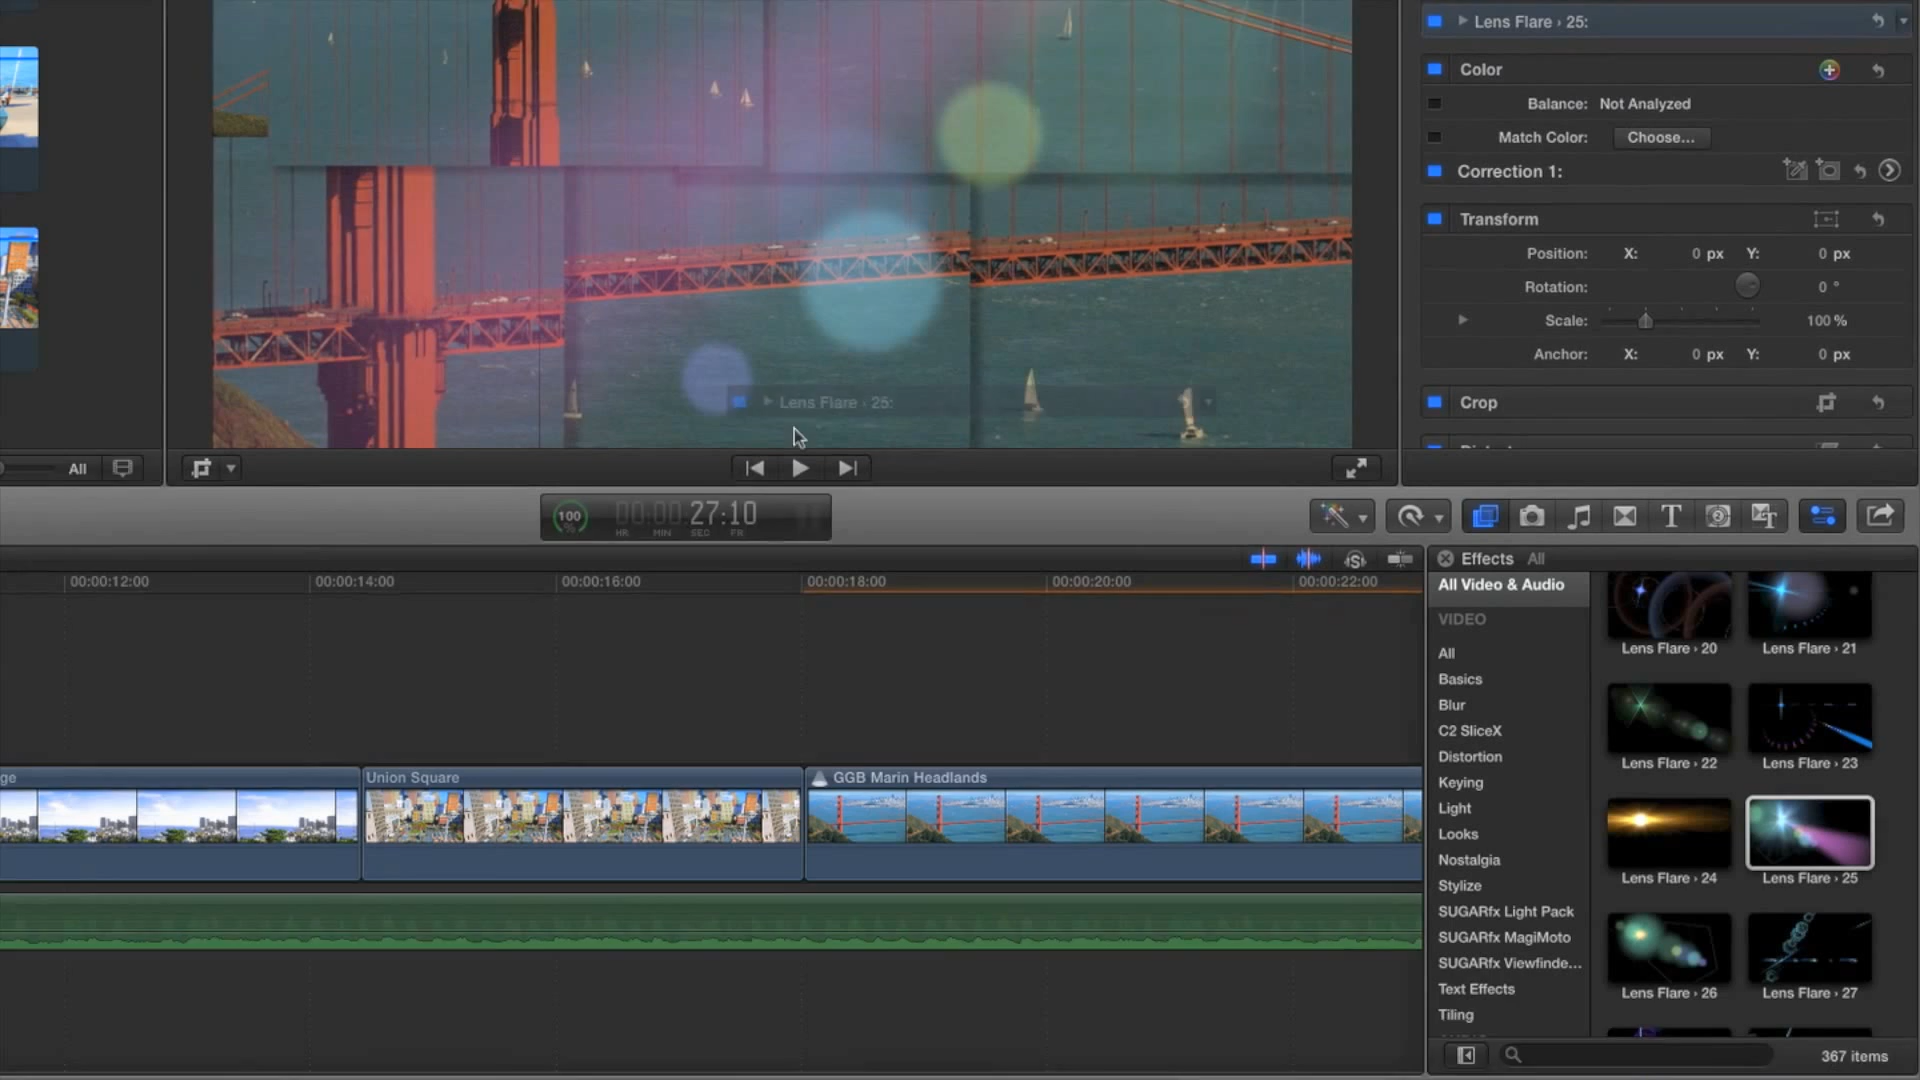 Lens Flare › 25:
Color
Balance: Not Analyzed
Match Color: Choose...
Correction 1:
Transform
Position: X: 0 px Y: 0 px
Rotation: 0 °
Scale: 100 %
Anchor: X: 0 px Y: 0 px
Crop
Lens Flare › 25:
All
100 %
00:00:27:10
HR MIN SEC FR
Effects All
00:00:12:00 00:00:14:00 00:00:16:00 00:00:18:00 00:00:20:00 00:00:22:00
All Video & Audio
VIDEO
All
Basics
Blur
C2 SliceX
Distortion
Keying
Light
Looks
Nostalgia
Stylize
SUGARfx Light Pack
SUGARfx MagiMoto
SUGARfx Viewfinde...
Text Effects
Tiling
Lens Flare › 20 Lens Flare › 21
Lens Flare › 22 Lens Flare › 23
Lens Flare › 24 Lens Flare › 25
Lens Flare › 26 Lens Flare › 27
367 items
ge
Union Square
GGB Marin Headlands